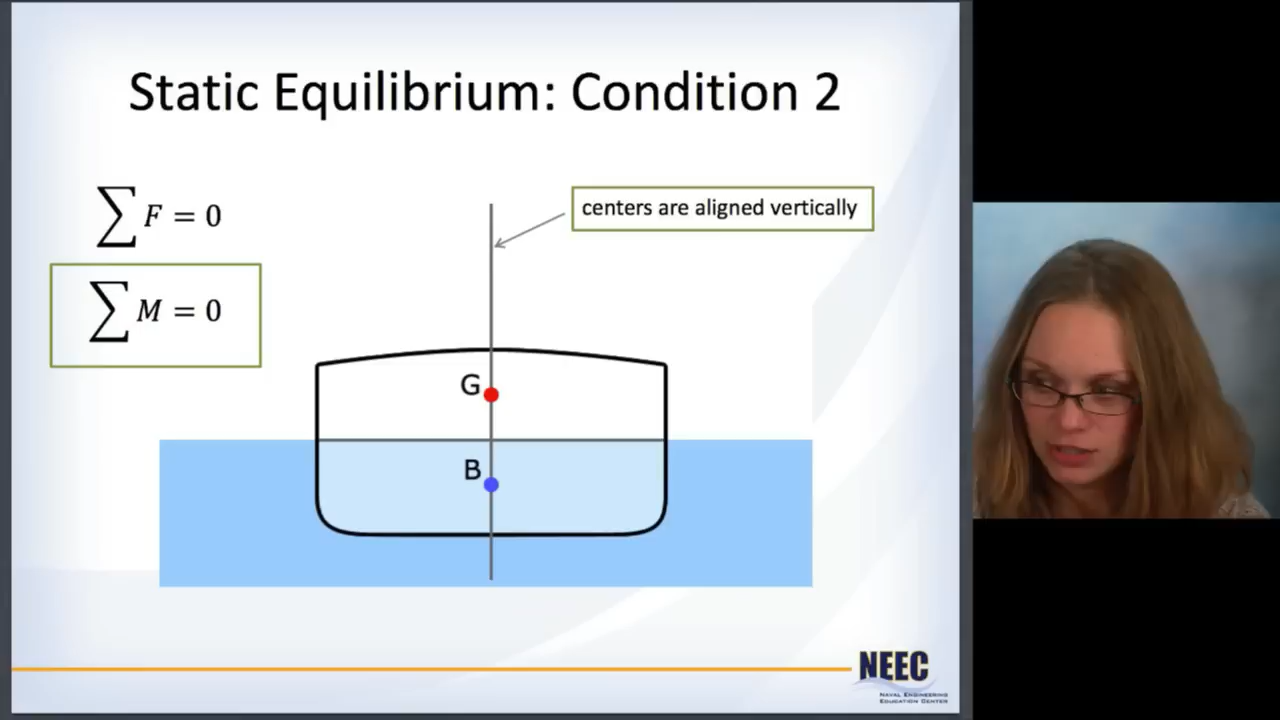 Static Equilibrium: Condition 2
∑ F = 0
centers are aligned vertically
∑ M = 0
G
B
NEEC
NAVAL ENGINEERING
EDUCATION CENTER